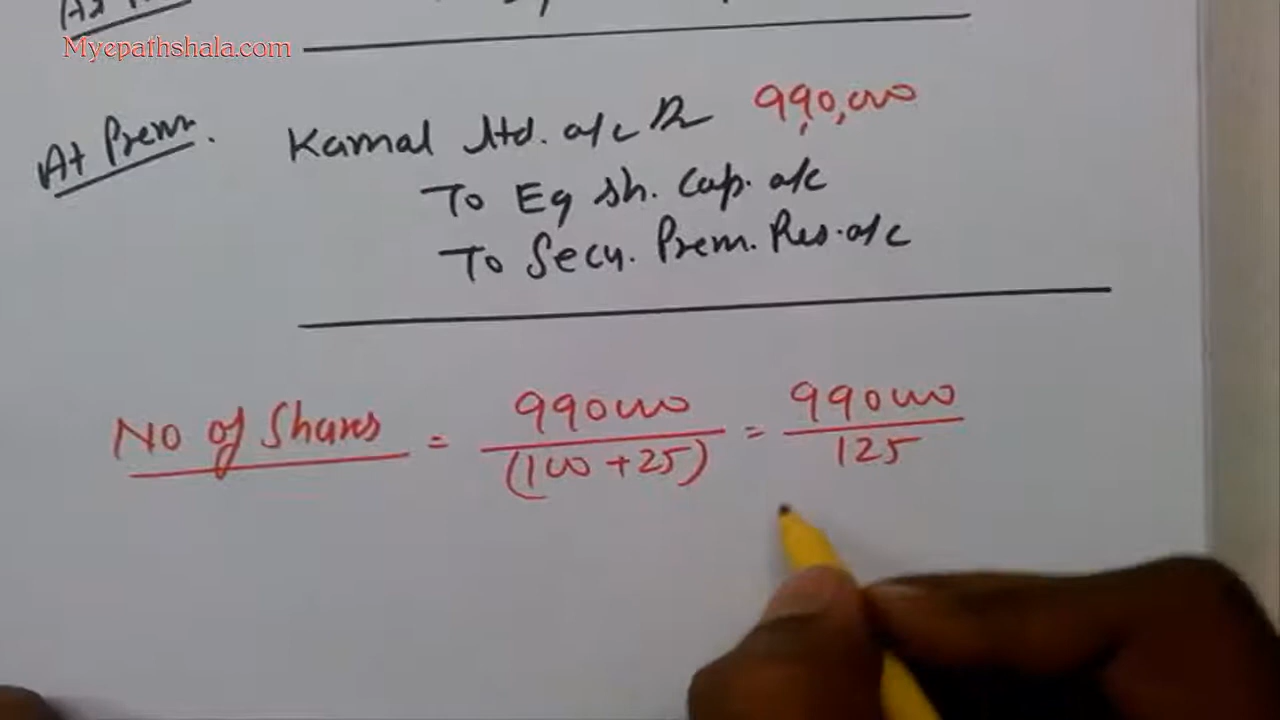 Myepathshala.com
At Prem. Kamal ltd. a/c Dr 990,000
To Eq sh. Cap. a/c
To Secu. Prem. Res. a/c
No of Shares = 990000 / (100 + 25) = 990000 / 125